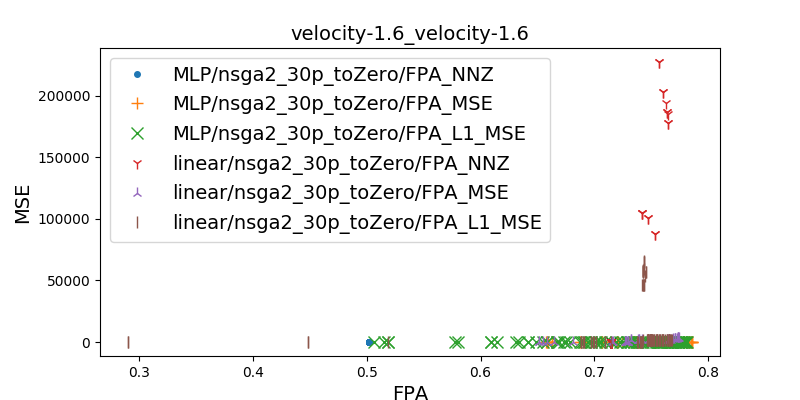 velocity-1.6_velocity-1.6
MLP/nsga2_30p_toZero/FPA_NNZ
MLP/nsga2_30p_toZero/FPA_MSE
MLP/nsga2_30p_toZero/FPA_L1_MSE
linear/nsga2_30p_toZero/FPA_NNZ
linear/nsga2_30p_toZero/FPA_MSE
linear/nsga2_30p_toZero/FPA_L1_MSE
MSE
200000
150000
100000
50000
0
0.3 0.4 0.5 0.6 0.7 0.8
FPA